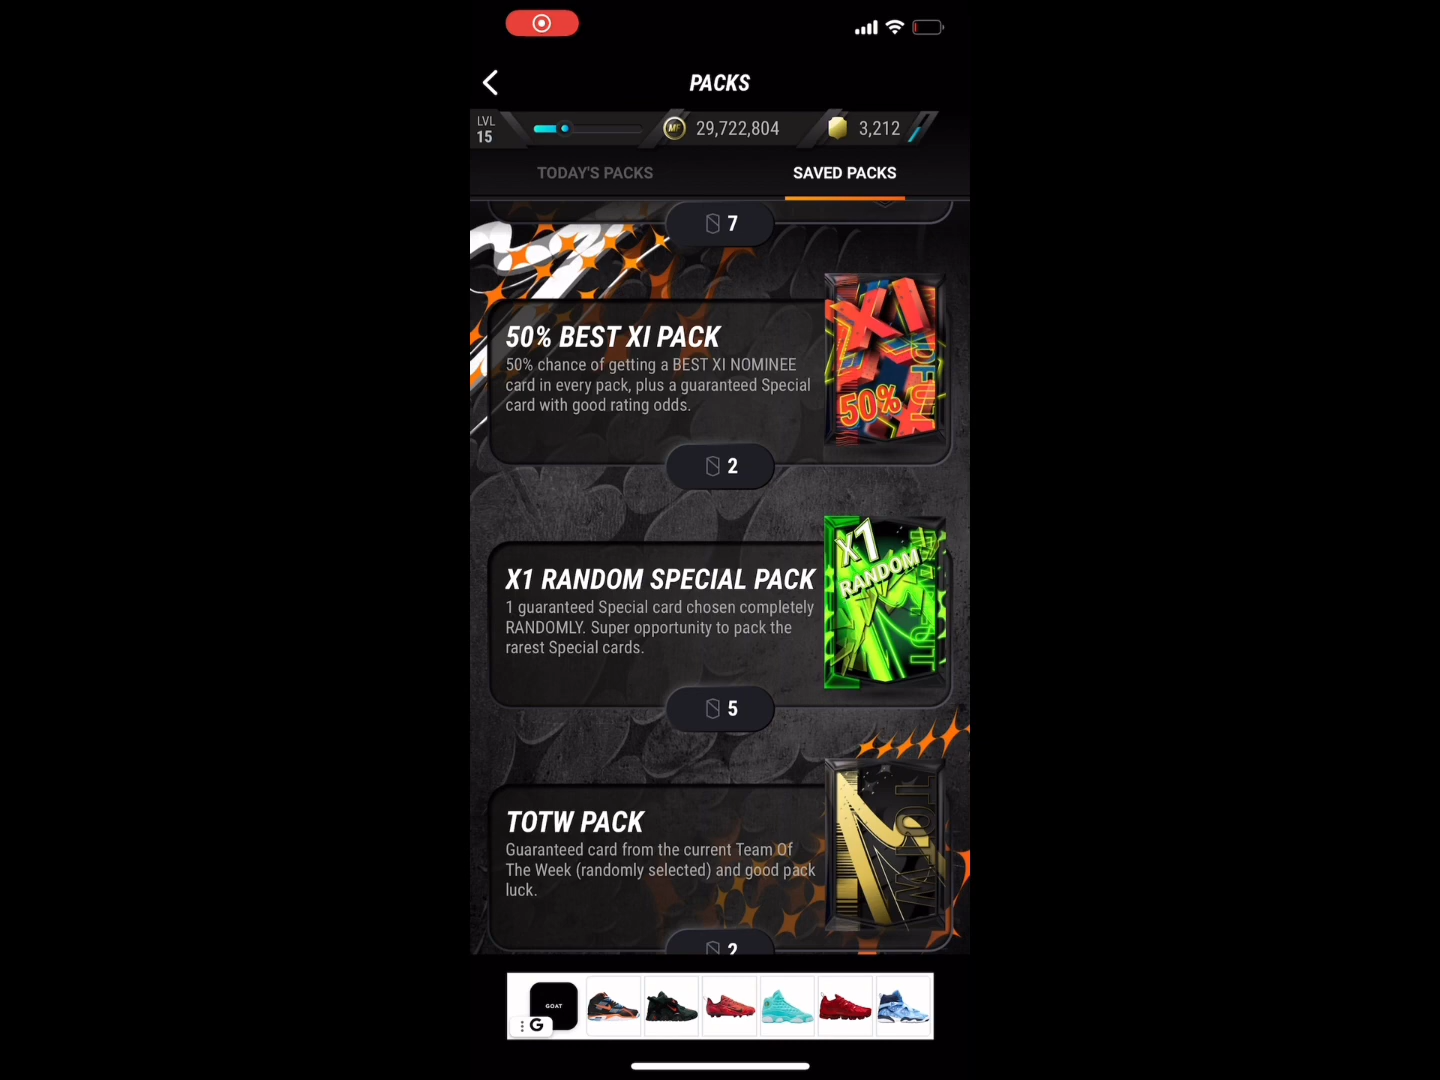 PACKS
LVL
15
MF
29,722,804
3,212
TODAY'S PACKS
SAVED PACKS
7
50% BEST XI PACK
50% chance of getting a BEST XI NOMINEE
card in every pack, plus a guaranteed Special
card with good rating odds.
XI
50%
2
X1 RANDOM SPECIAL PACK
1 guaranteed Special card chosen completely
RANDOMLY. Super opportunity to pack the
rarest Special cards.
X1
RANDOM
5
TOTW PACK
Guaranteed card from the current Team Of
The Week (randomly selected) and good pack
luck.
TOTW
2
GOAT
G